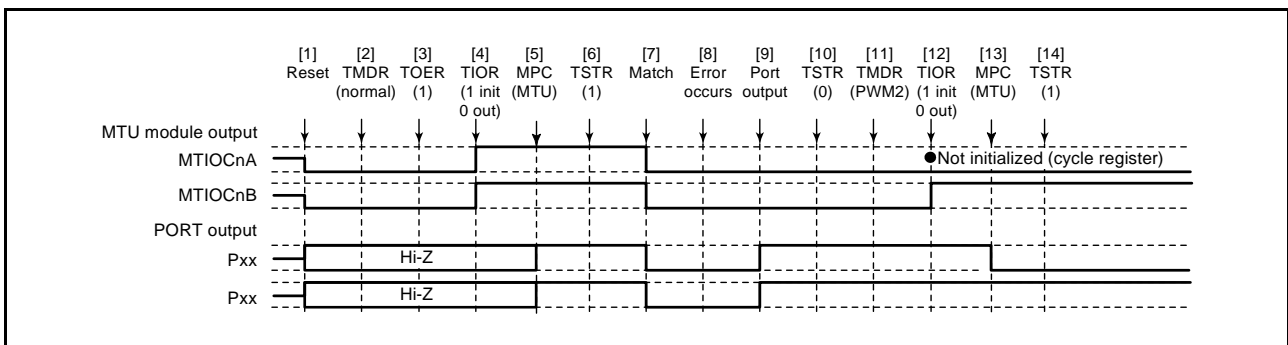 [1] [2] [3] [4] [5] [6] [7] [8] [9] [10] [11] [12] [13] [14]
Reset TMDR TOER TIOR MPC TSTR Match Error Port TSTR TMDR TIOR MPC TSTR
(normal) (1) (1 init (MTU) (1) occurs output (0) (PWM2) (1 init (MTU) (1)
0 out) 0 out)
MTU module output
MTIOCnA ●Not initialized (cycle register)
MTIOCnB
PORT output
Pxx Hi-Z
Pxx Hi-Z